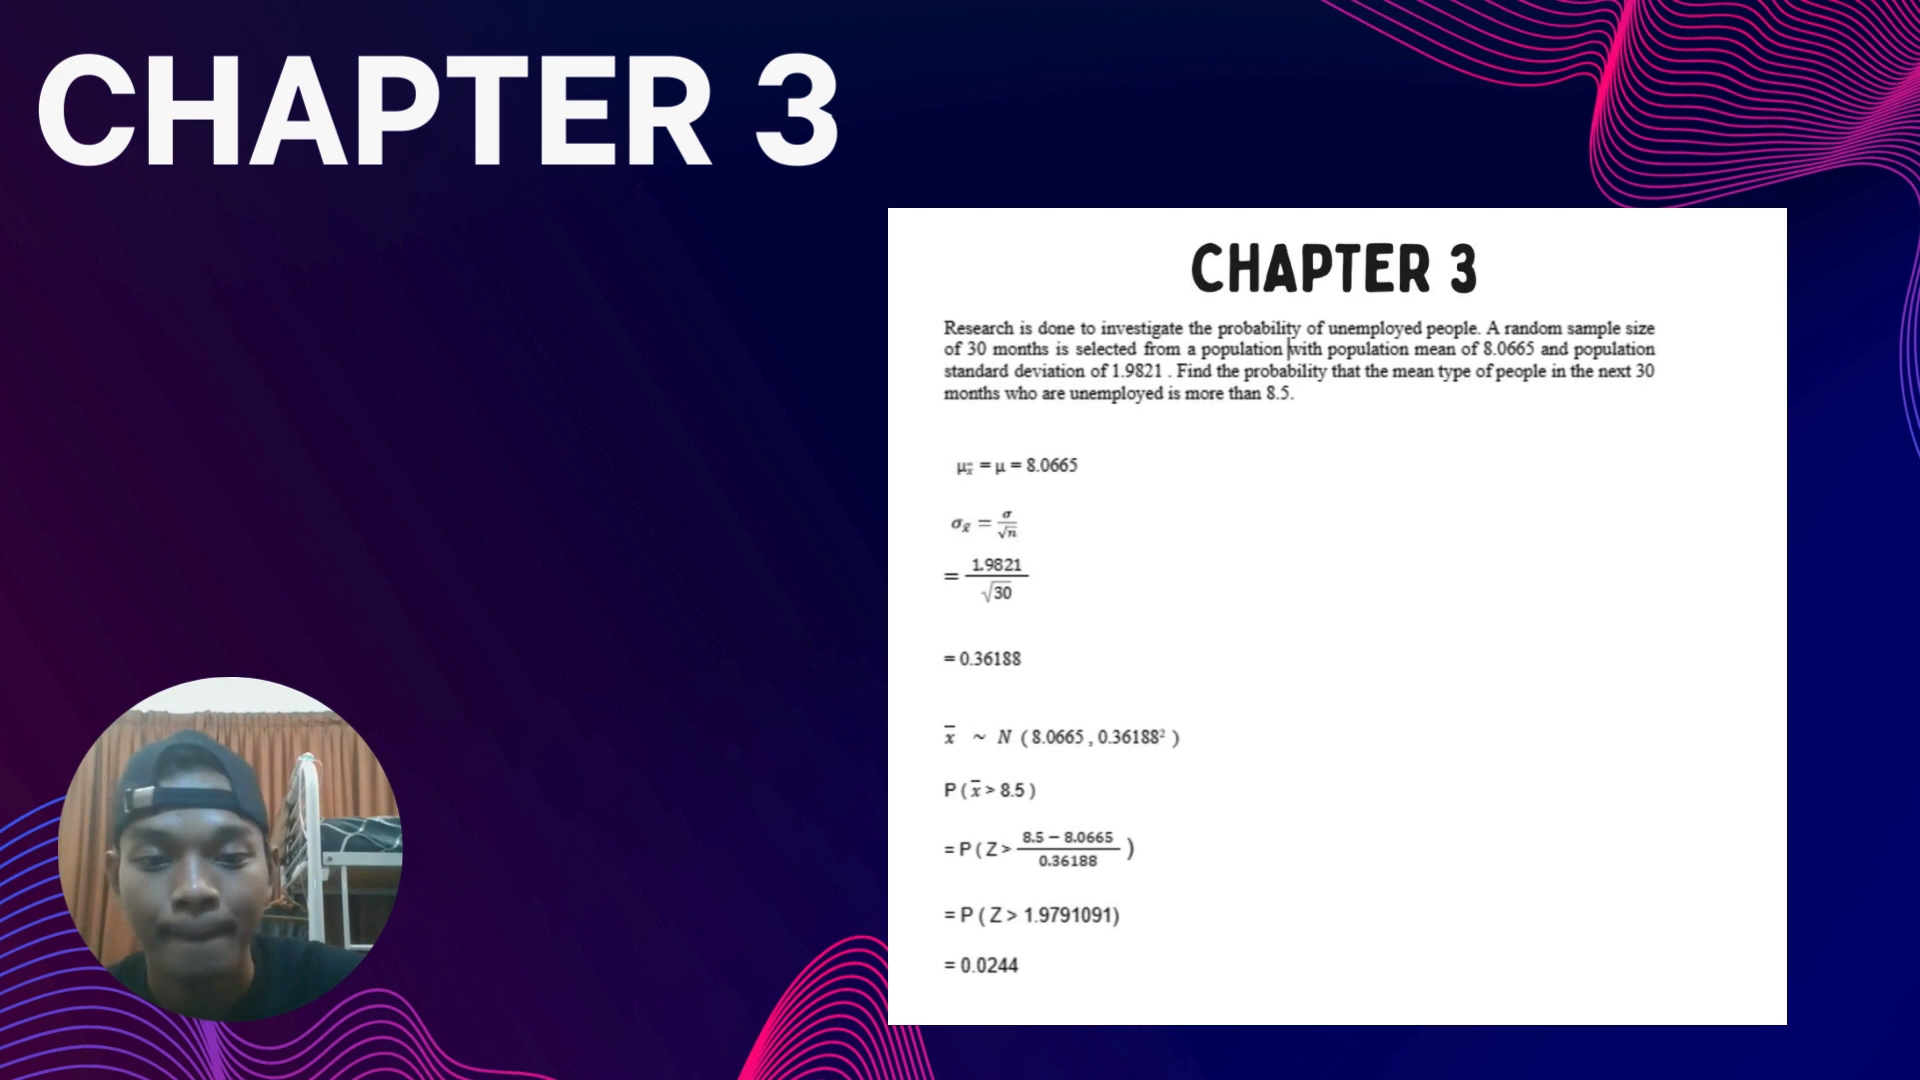 CHAPTER 3
CHAPTER 3
Research is done to investigate the probability of unemployed people. A random sample size
of 30 months is selected from a population with population mean of 8.0665 and population
standard deviation of 1.9821 . Find the probability that the mean type of people in the next 30
months who are unemployed is more than 8.5.
μx̄ = μ = 8.0665
σx̄ = σ/√n
= 1.9821/√30
= 0.36188
x̄ ~ N ( 8.0665 , 0.36188² )
P ( x̄ > 8.5 )
= P ( Z > (8.5 − 8.0665)/0.36188 )
= P ( Z > 1.9791091)
= 0.0244